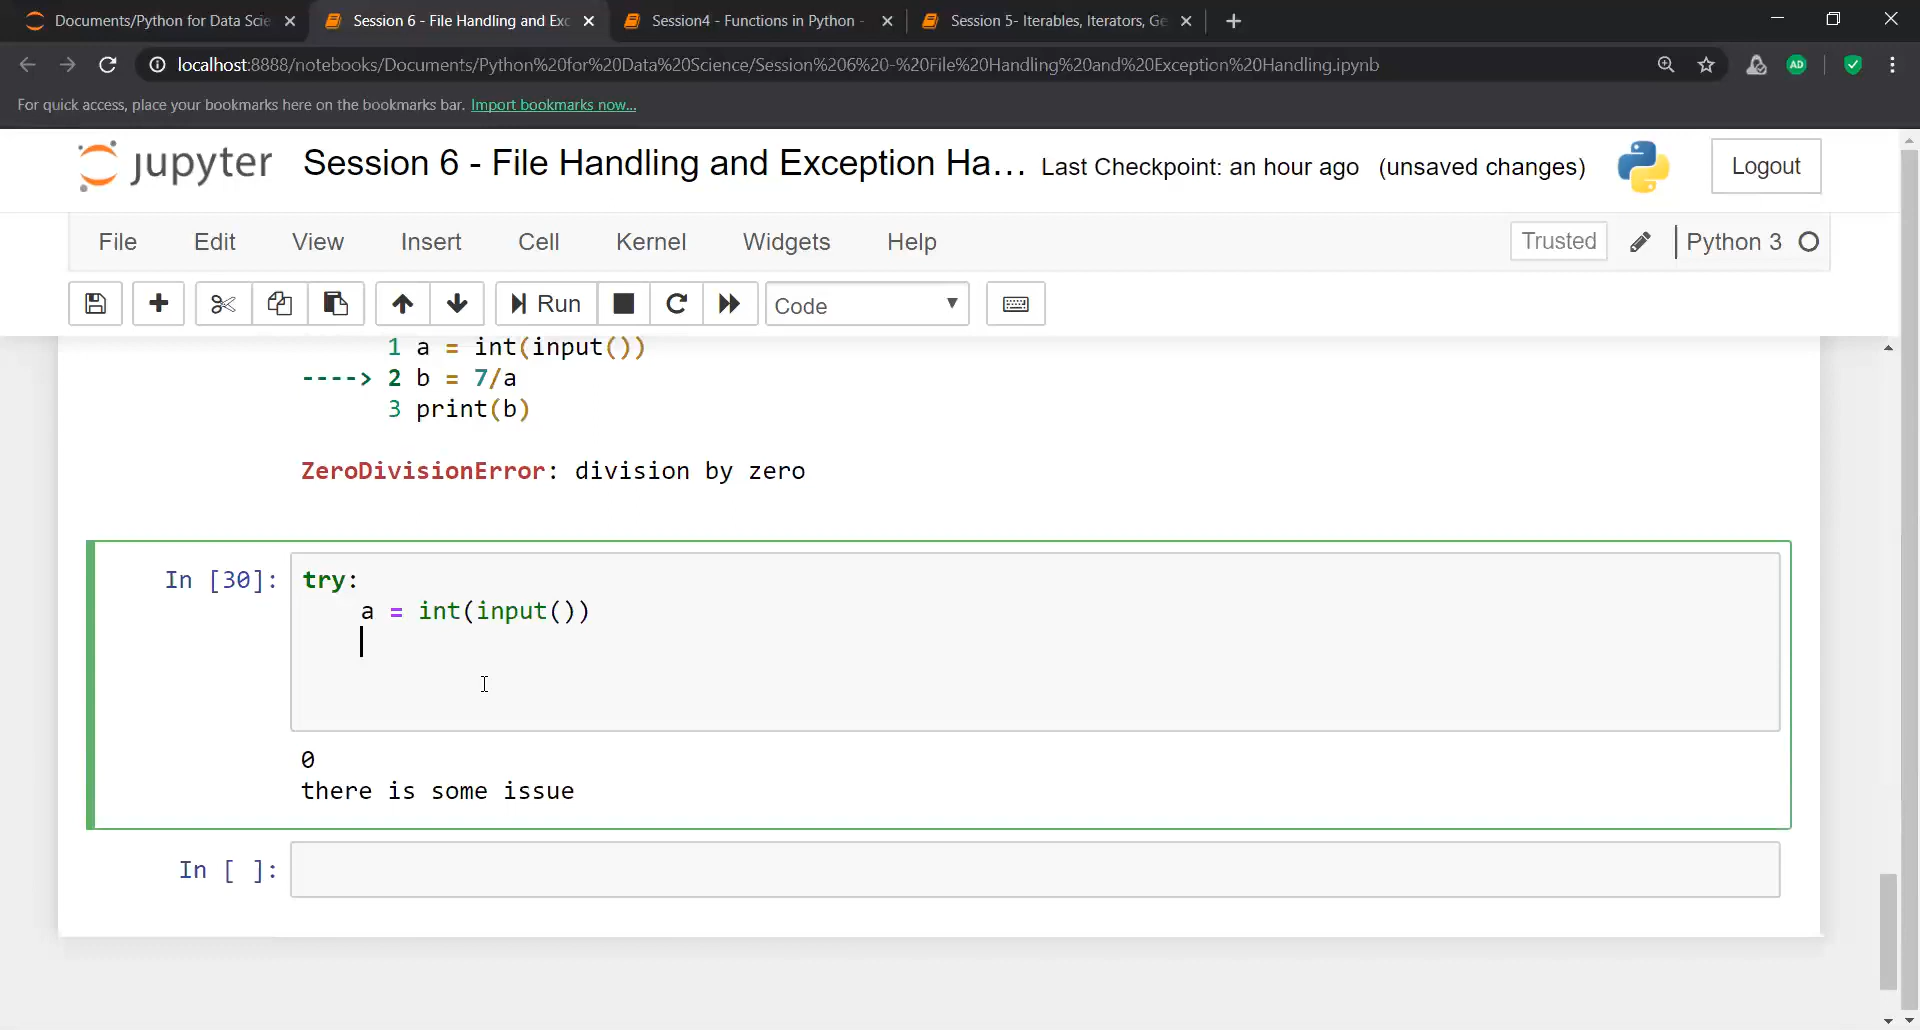 Documents/Python for Data Scie
Session 6 - File Handling and Exc
Session4 - Functions in Python -
Session 5- Iterables, Iterators, Ge
localhost:8888/notebooks/Documents/Python%20for%20Data%20Science/Session%206%20-%20File%20Handling%20and%20Exception%20Handling.ipynb
AD
For quick access, place your bookmarks here on the bookmarks bar. Import bookmarks now...
jupyter Session 6 - File Handling and Exception Ha... Last Checkpoint: an hour ago (unsaved changes)
Logout
File Edit View Insert Cell Kernel Widgets Help
Trusted
Python 3
Run
Code
1 a = int(input())
----> 2 b = 7/a
3 print(b)
ZeroDivisionError: division by zero
In [30]:
try:
a = int(input())
0
there is some issue
In [ ]: